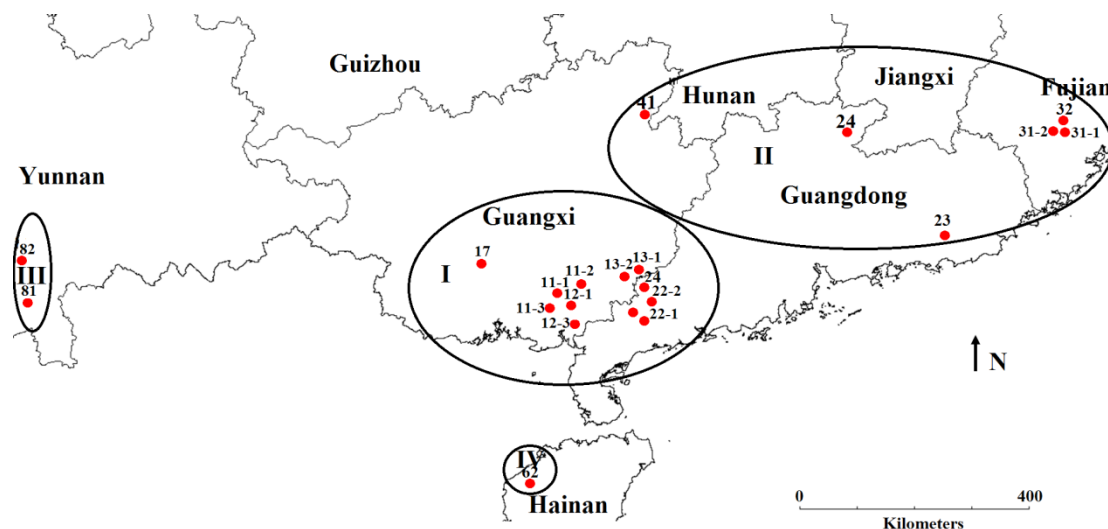 Guizhou
Hunan
Jiangxi
Fujian
41
24
32
31-2
31-1
II
Yunnan
Guangdong
Guangxi
23
82
III
81
17
I
13-2
13-1
11-2
24
11-1
12-1
22-2
11-3
12-3
22-1
N
IV
62
Hainan
0
400
Kilometers